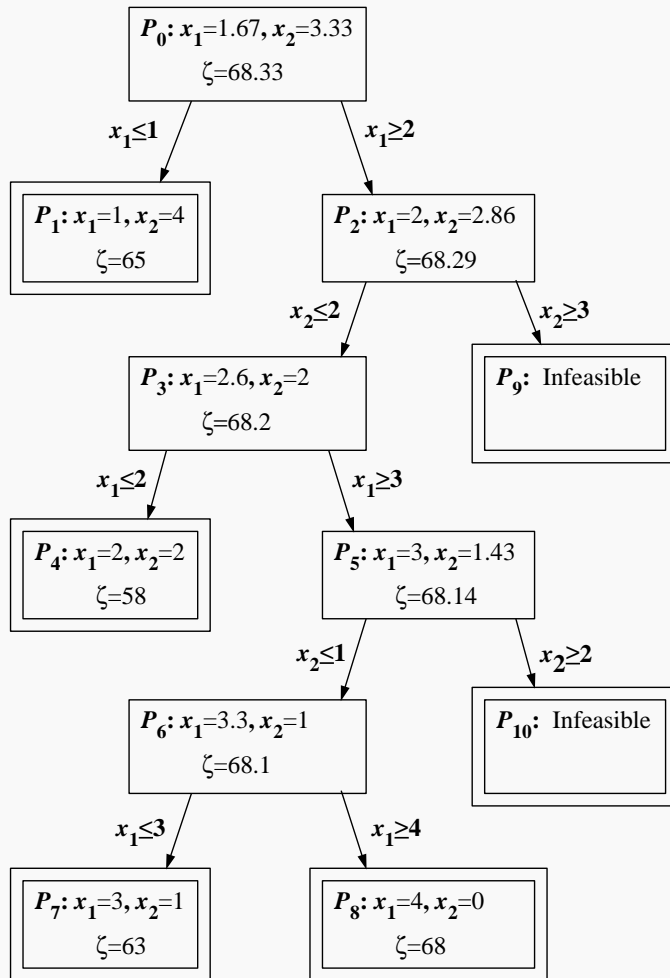 P0: x1=1.67, x2=3.33
ζ=68.33
x1≤1
x1≥2
P1: x1=1, x2=4
ζ=65
P2: x1=2, x2=2.86
ζ=68.29
x2≤2
x2≥3
P3: x1=2.6, x2=2
ζ=68.2
P9: Infeasible
x1≤2
x1≥3
P4: x1=2, x2=2
ζ=58
P5: x1=3, x2=1.43
ζ=68.14
x2≤1
x2≥2
P6: x1=3.3, x2=1
ζ=68.1
P10: Infeasible
x1≤3
x1≥4
P7: x1=3, x2=1
ζ=63
P8: x1=4, x2=0
ζ=68